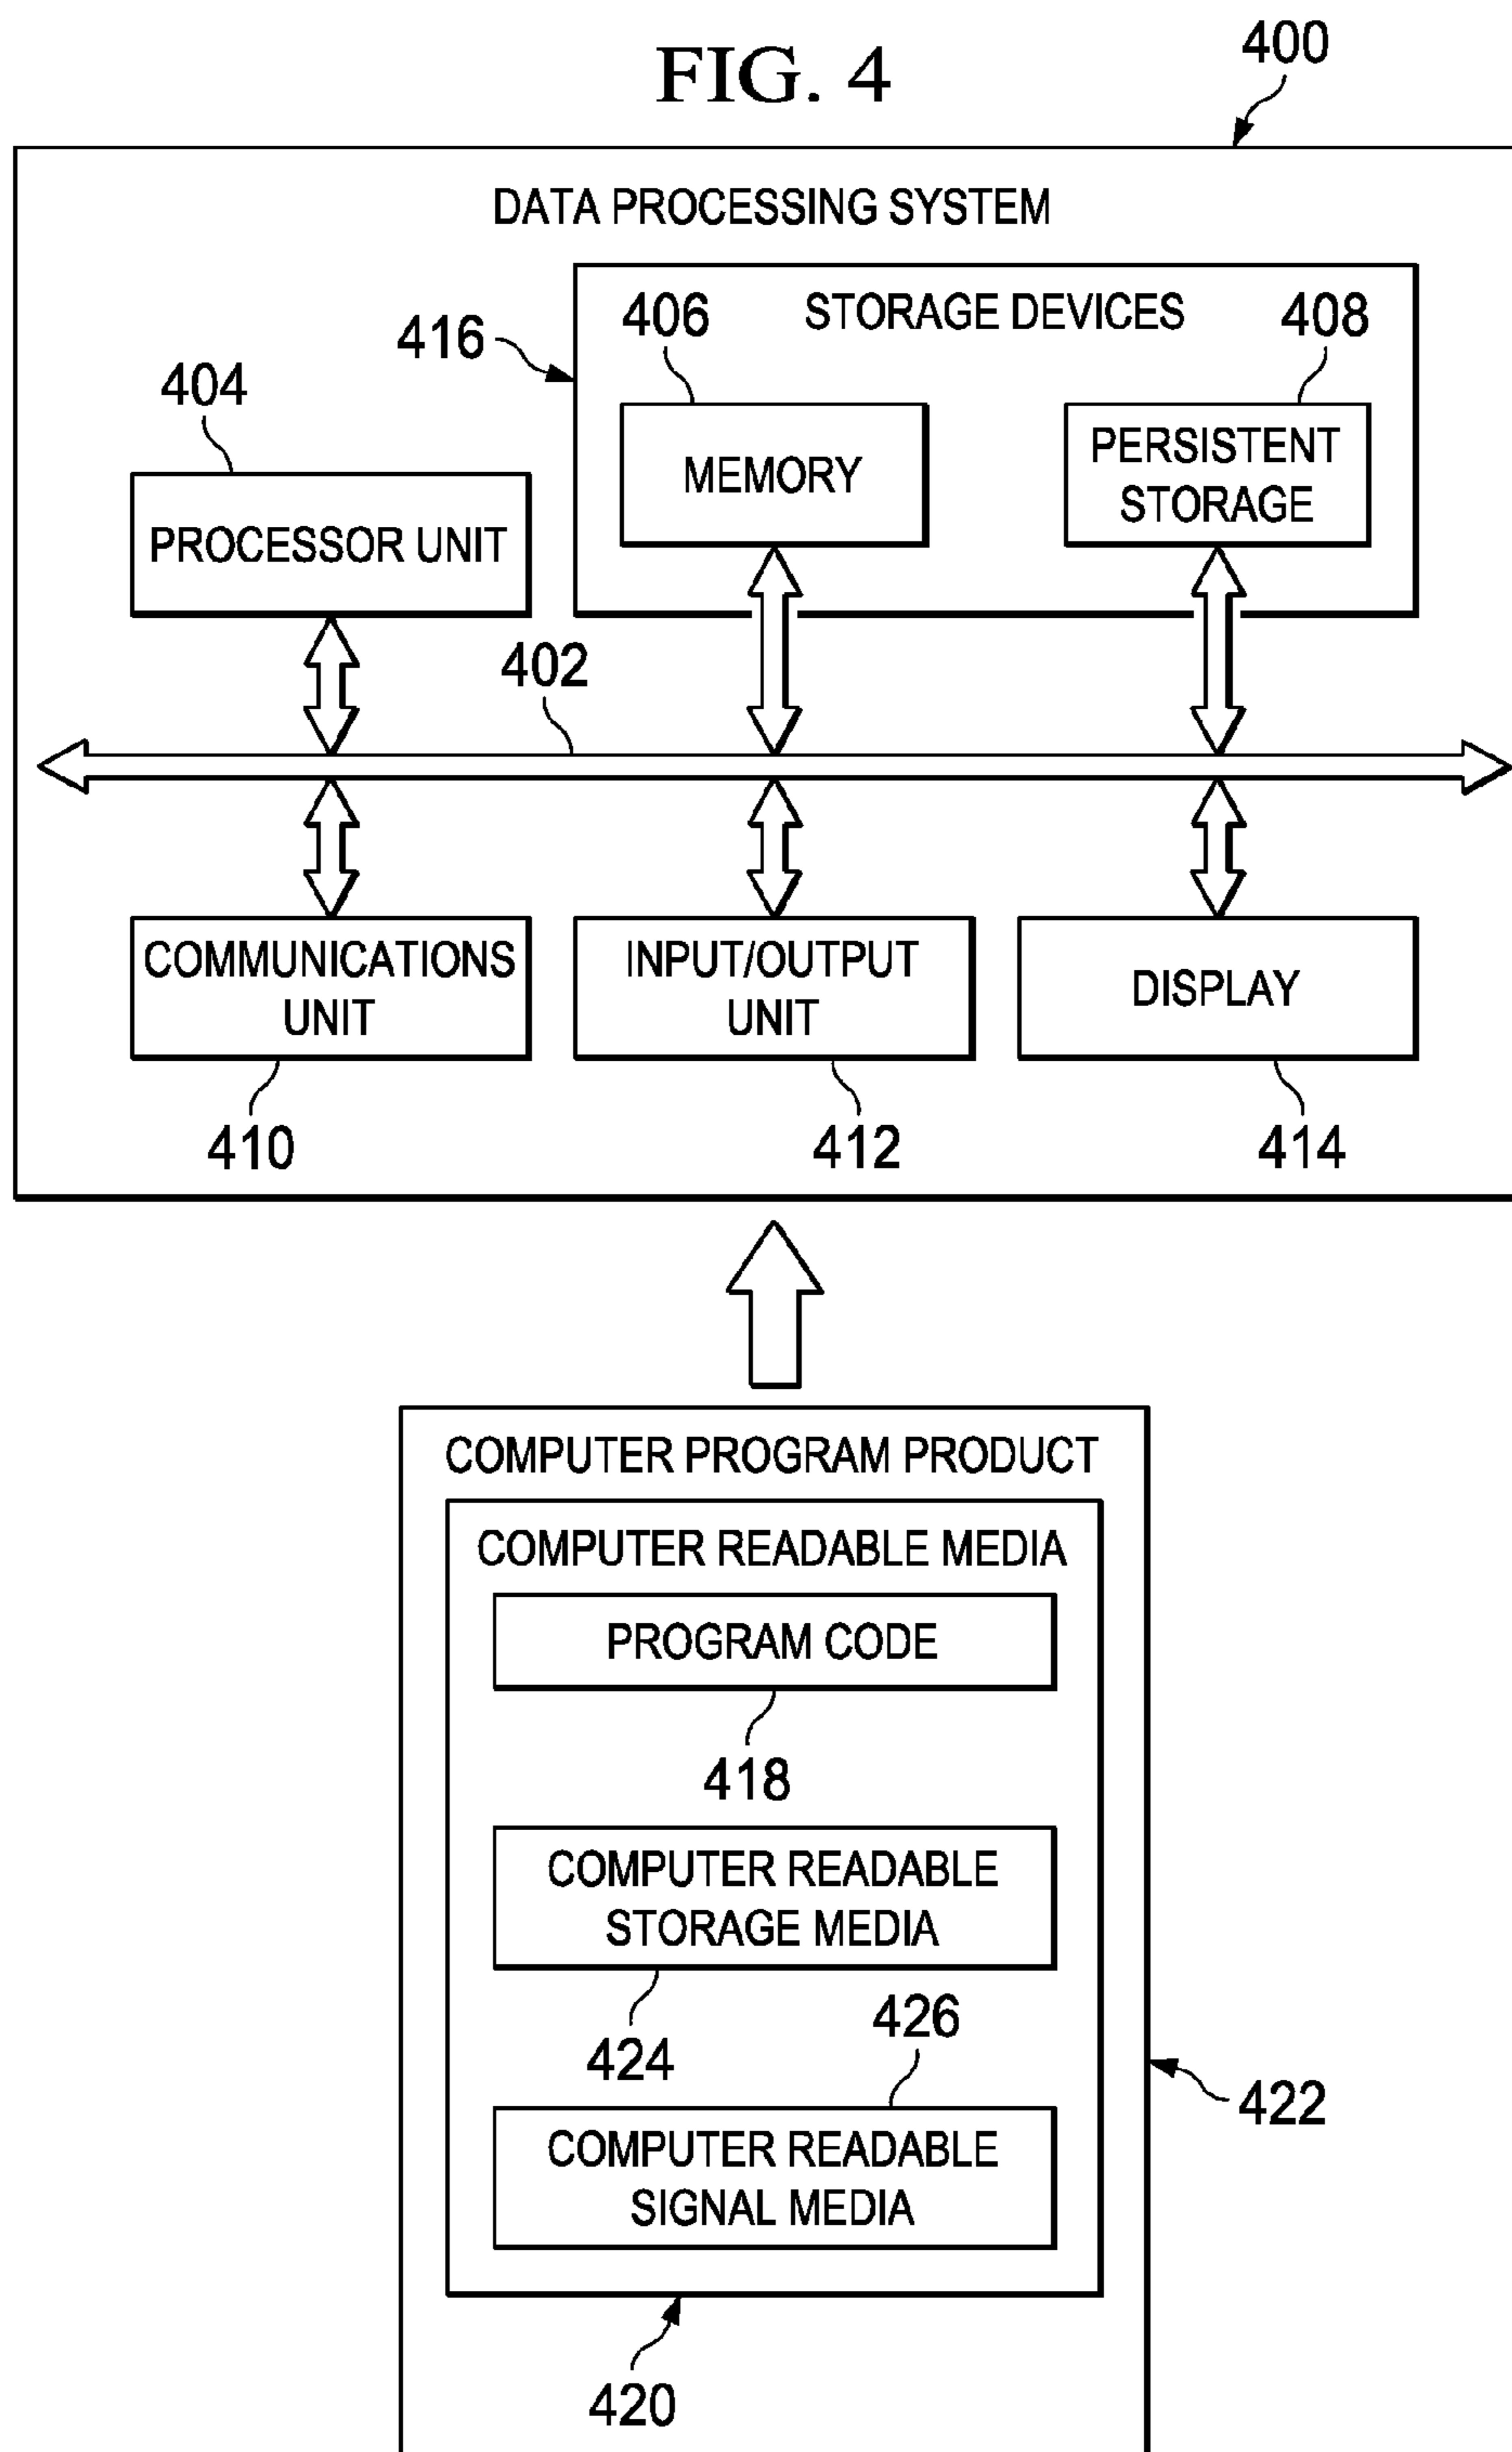 FIG. 4
400
DATA PROCESSING SYSTEM
STORAGE DEVICES
416
406
408
404
MEMORY
PERSISTENT
STORAGE
PROCESSOR UNIT
402
COMMUNICATIONS
UNIT
INPUT/OUTPUT
UNIT
DISPLAY
410
412
414
COMPUTER PROGRAM PRODUCT
COMPUTER READABLE MEDIA
PROGRAM CODE
418
COMPUTER READABLE
STORAGE MEDIA
424
426
422
COMPUTER READABLE
SIGNAL MEDIA
420